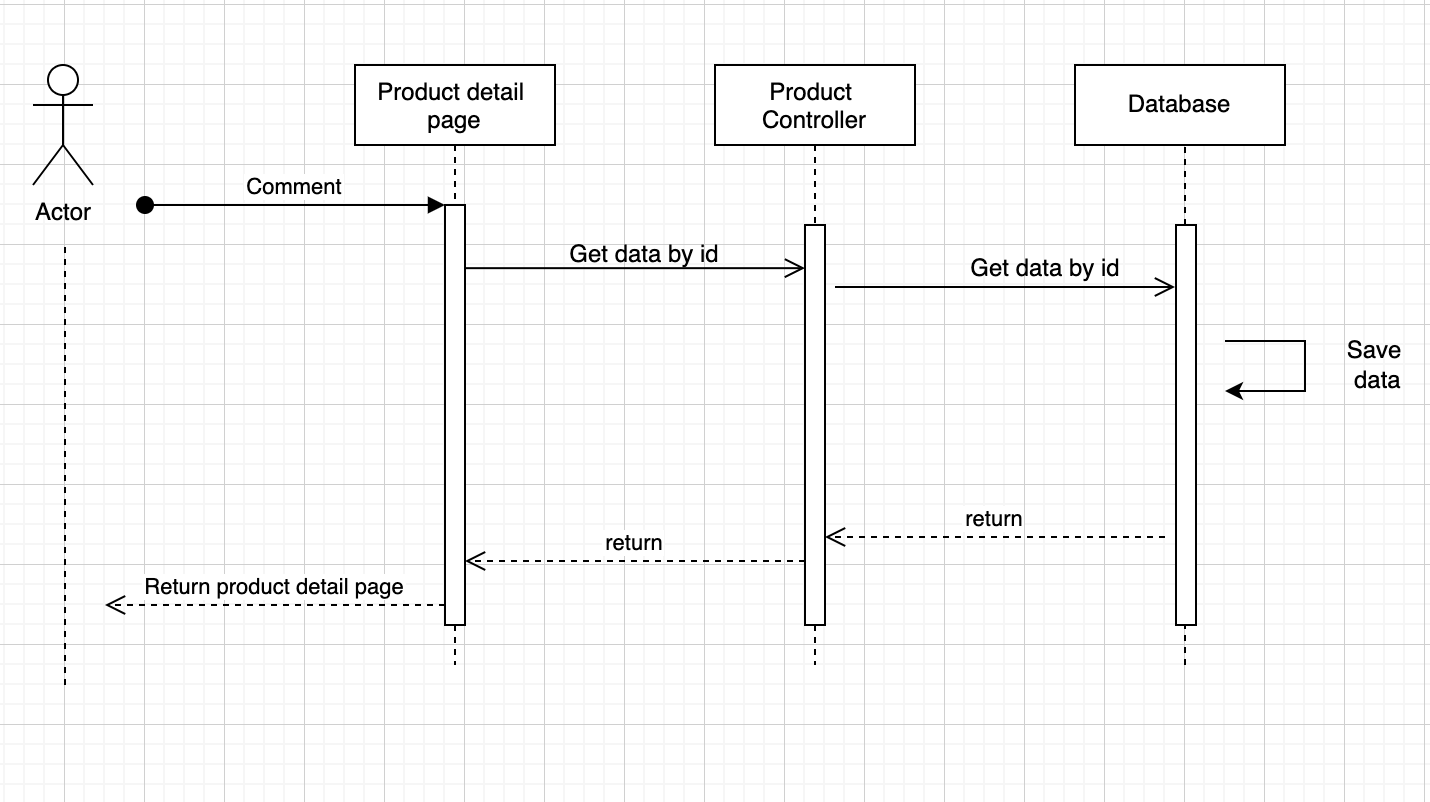 Product detail
page
Product
Controller
Database
Actor
Comment
Get data by id
Get data by id
Save
data
return
return
Return product detail page